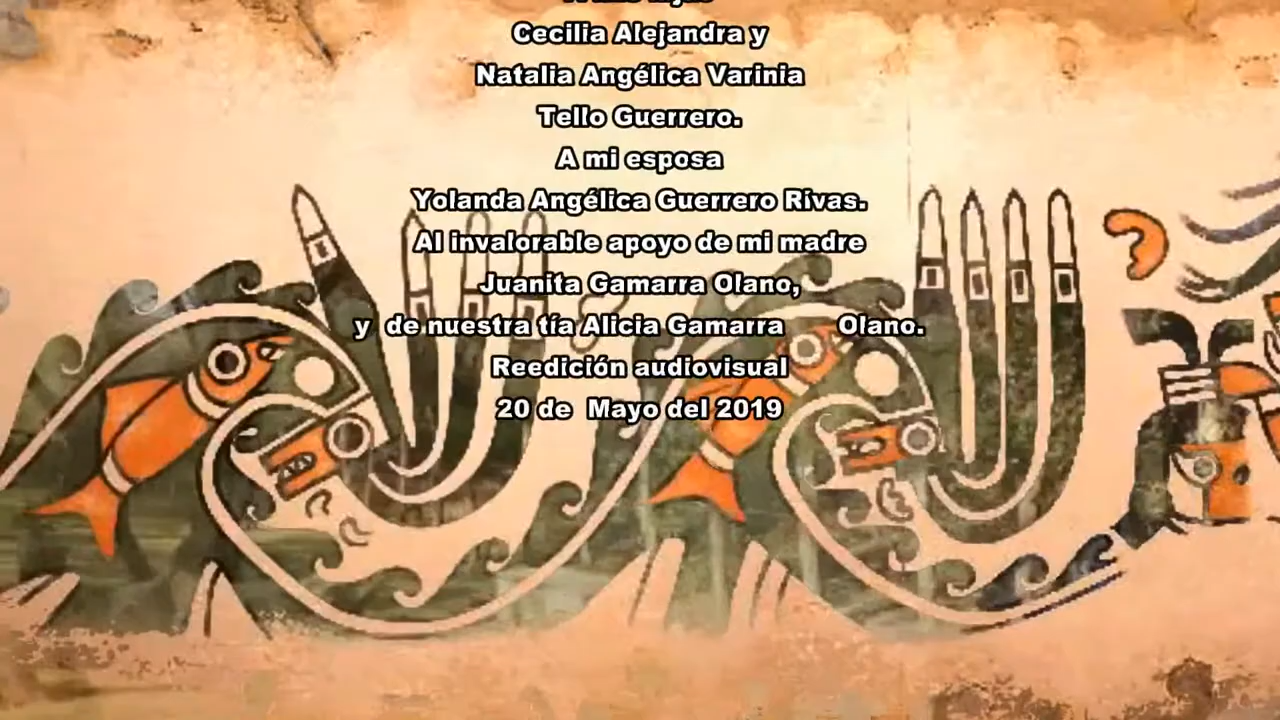 Cecilia Alejandra y
Natalia Angélica Varinia
Tello Guerrero.
A mi esposa
Yolanda Angélica Guerrero Rivas.
Al invalorable apoyo de mi madre
Juanita Gamarra Olano,
y de nuestra tía Alicia Gamarra Olano.
Reedición audiovisual
20 de Mayo del 2019